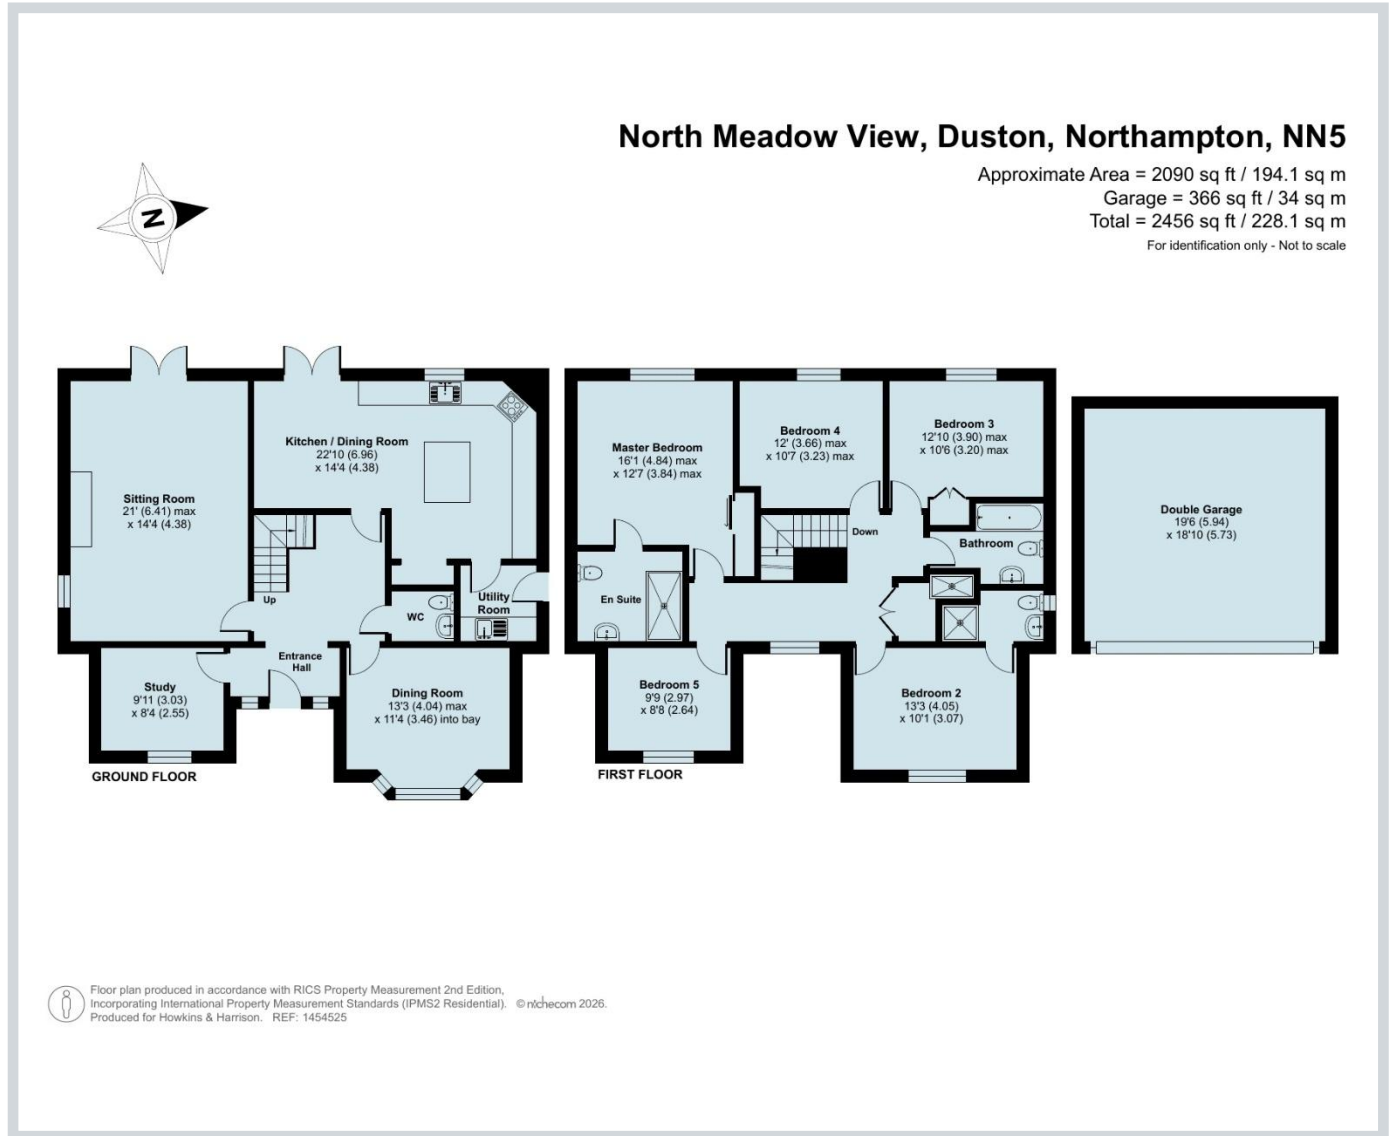 North Meadow View, Duston, Northampton, NN5
Approximate Area = 2090 sq ft / 194.1 sq m
Garage = 366 sq ft / 34 sq m
Total = 2456 sq ft / 228.1 sq m
For identification only - Not to scale
N
Kitchen / Dining Room
22'10 (6.96)
x 14'4 (4.38)
Sitting Room
21' (6.41) max
x 14'4 (4.38)
Up
WC
Utility
Room
Entrance
Hall
Study
9'11 (3.03)
x 8'4 (2.55)
Dining Room
13'3 (4.04) max
x 11'4 (3.46) into bay
GROUND FLOOR
Master Bedroom
16'1 (4.84) max
x 12'7 (3.84) max
Bedroom 4
12' (3.66) max
x 10'7 (3.23) max
Bedroom 3
12'10 (3.90) max
x 10'6 (3.20) max
Down
Bathroom
En Suite
Bedroom 5
9'9 (2.97)
x 8'8 (2.64)
Bedroom 2
13'3 (4.05)
x 10'1 (3.07)
FIRST FLOOR
Double Garage
19'6 (5.94)
x 18'10 (5.73)
Floor plan produced in accordance with RICS Property Measurement 2nd Edition,
Incorporating International Property Measurement Standards (IPMS2 Residential). © nichecom 2026.
Produced for Howkins & Harrison. REF: 1454525